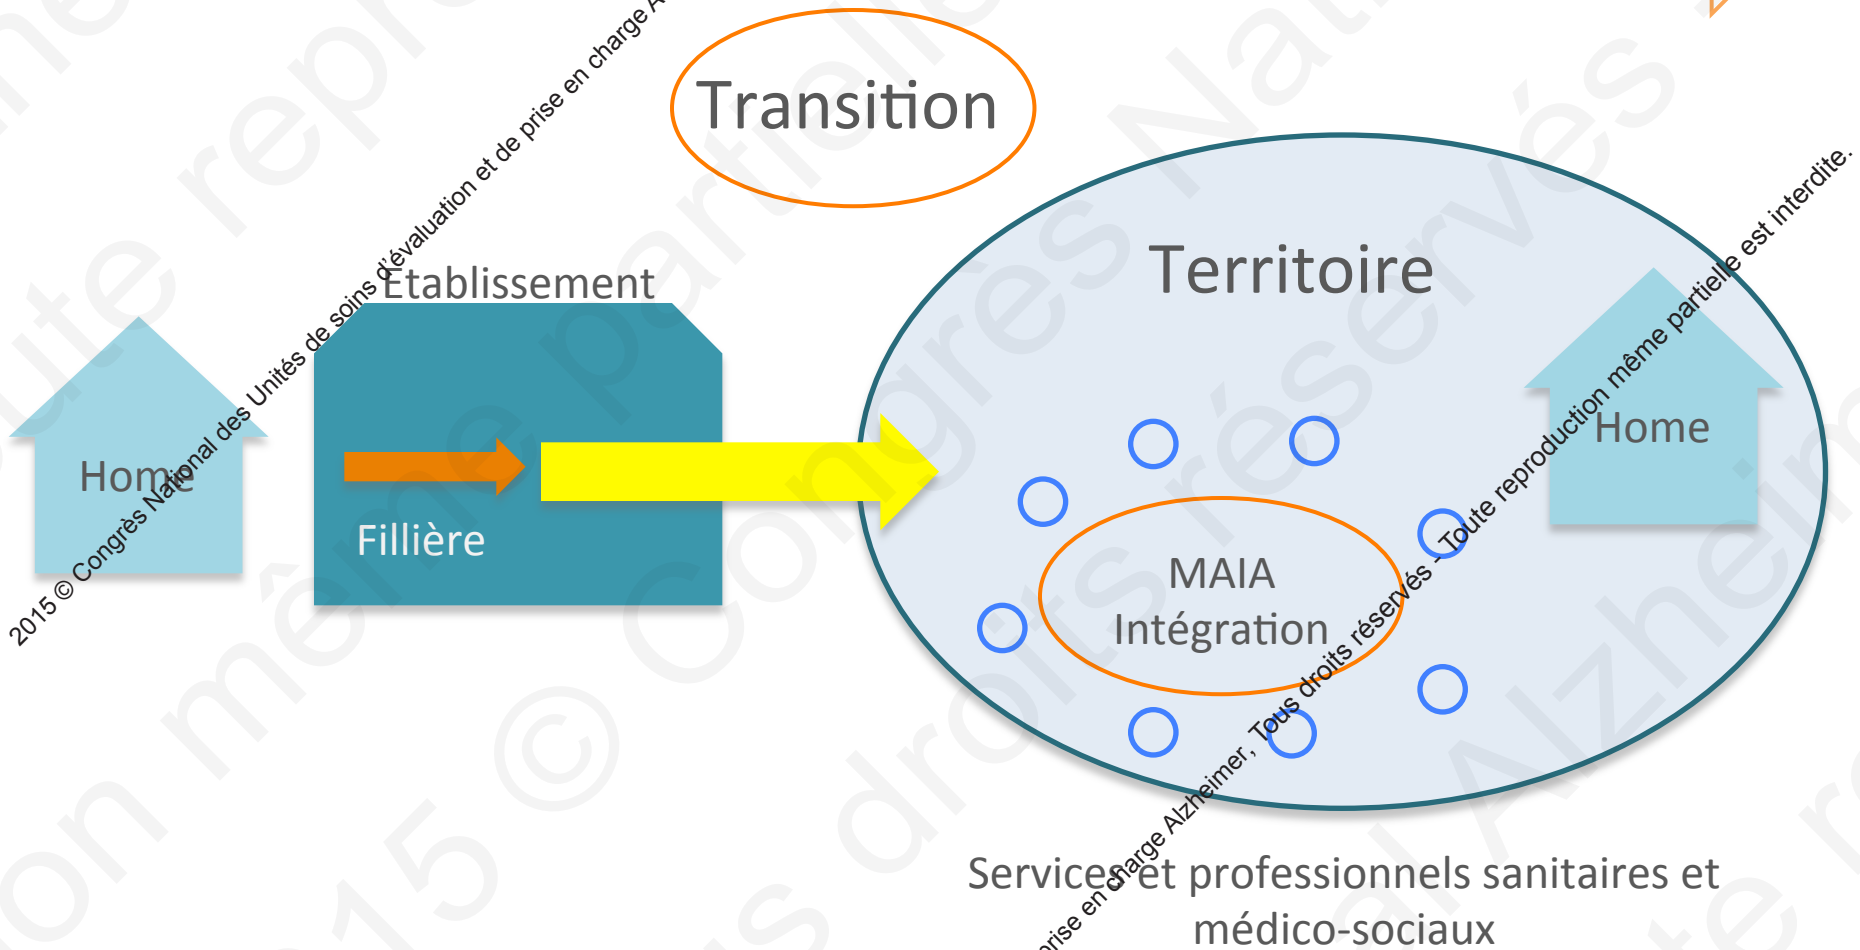 Transition
Territoire
Etablissement
Home
Home
Fillière
MAIA
Intégration
Services et professionnels sanitaires et
médico-sociaux
2015 © Congrès National des Unités de soins d'évaluation et de prise en charge A
prise en charge Alzheimer, Tous droits réservés - Toute reproduction même partielle est interdite.